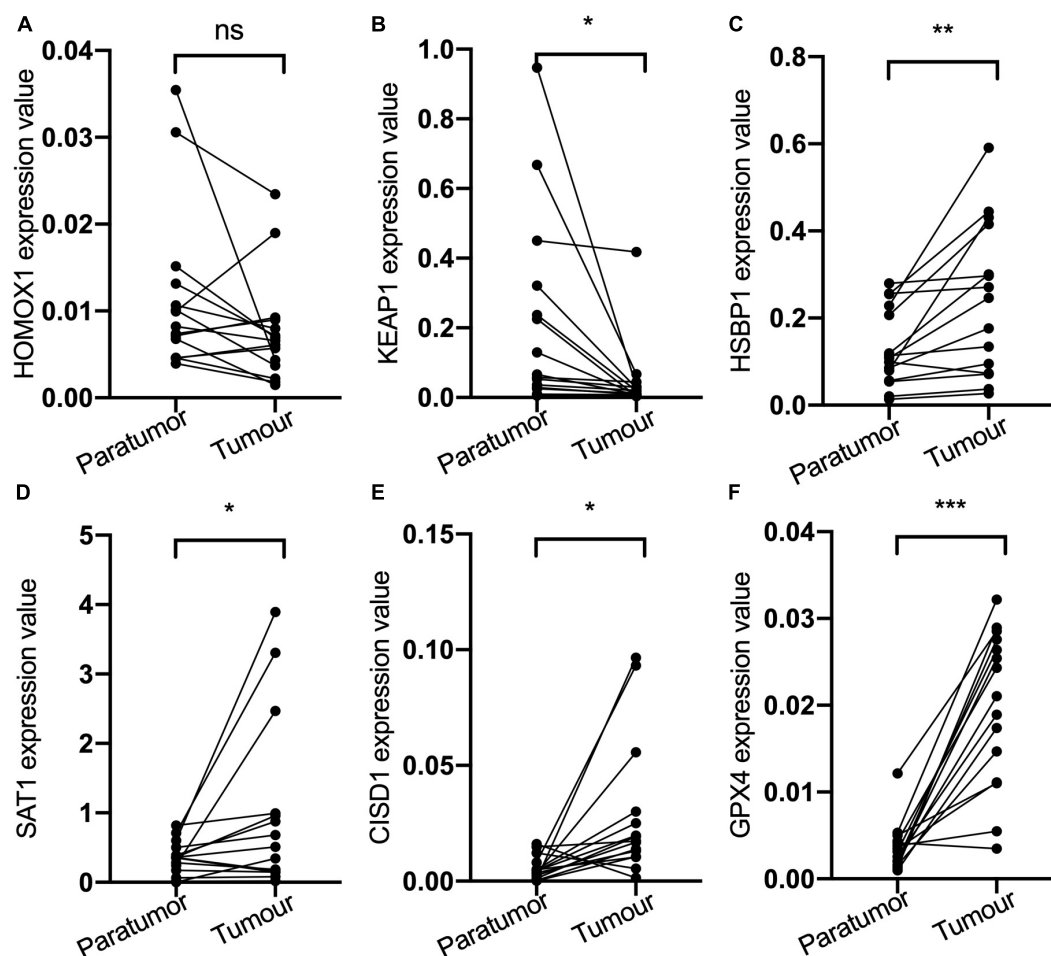 A
ns
HOMOX1 expression value
0.04
0.03
0.02
0.01
0.00
Paratumor
Tumour
B
*
KEAP1 expression value
1.0
0.8
0.6
0.4
0.2
0.0
Paratumor
Tumour
C
**
HSBP1 expression value
0.8
0.6
0.4
0.2
0.0
Paratumor
Tumour
D
*
SAT1 expression value
5
4
3
2
1
0
Paratumor
Tumour
E
*
CISD1 expression value
0.15
0.10
0.05
0.00
Paratumor
Tumour
F
***
GPX4 expression value
0.04
0.03
0.02
0.01
0.00
Paratumor
Tumour